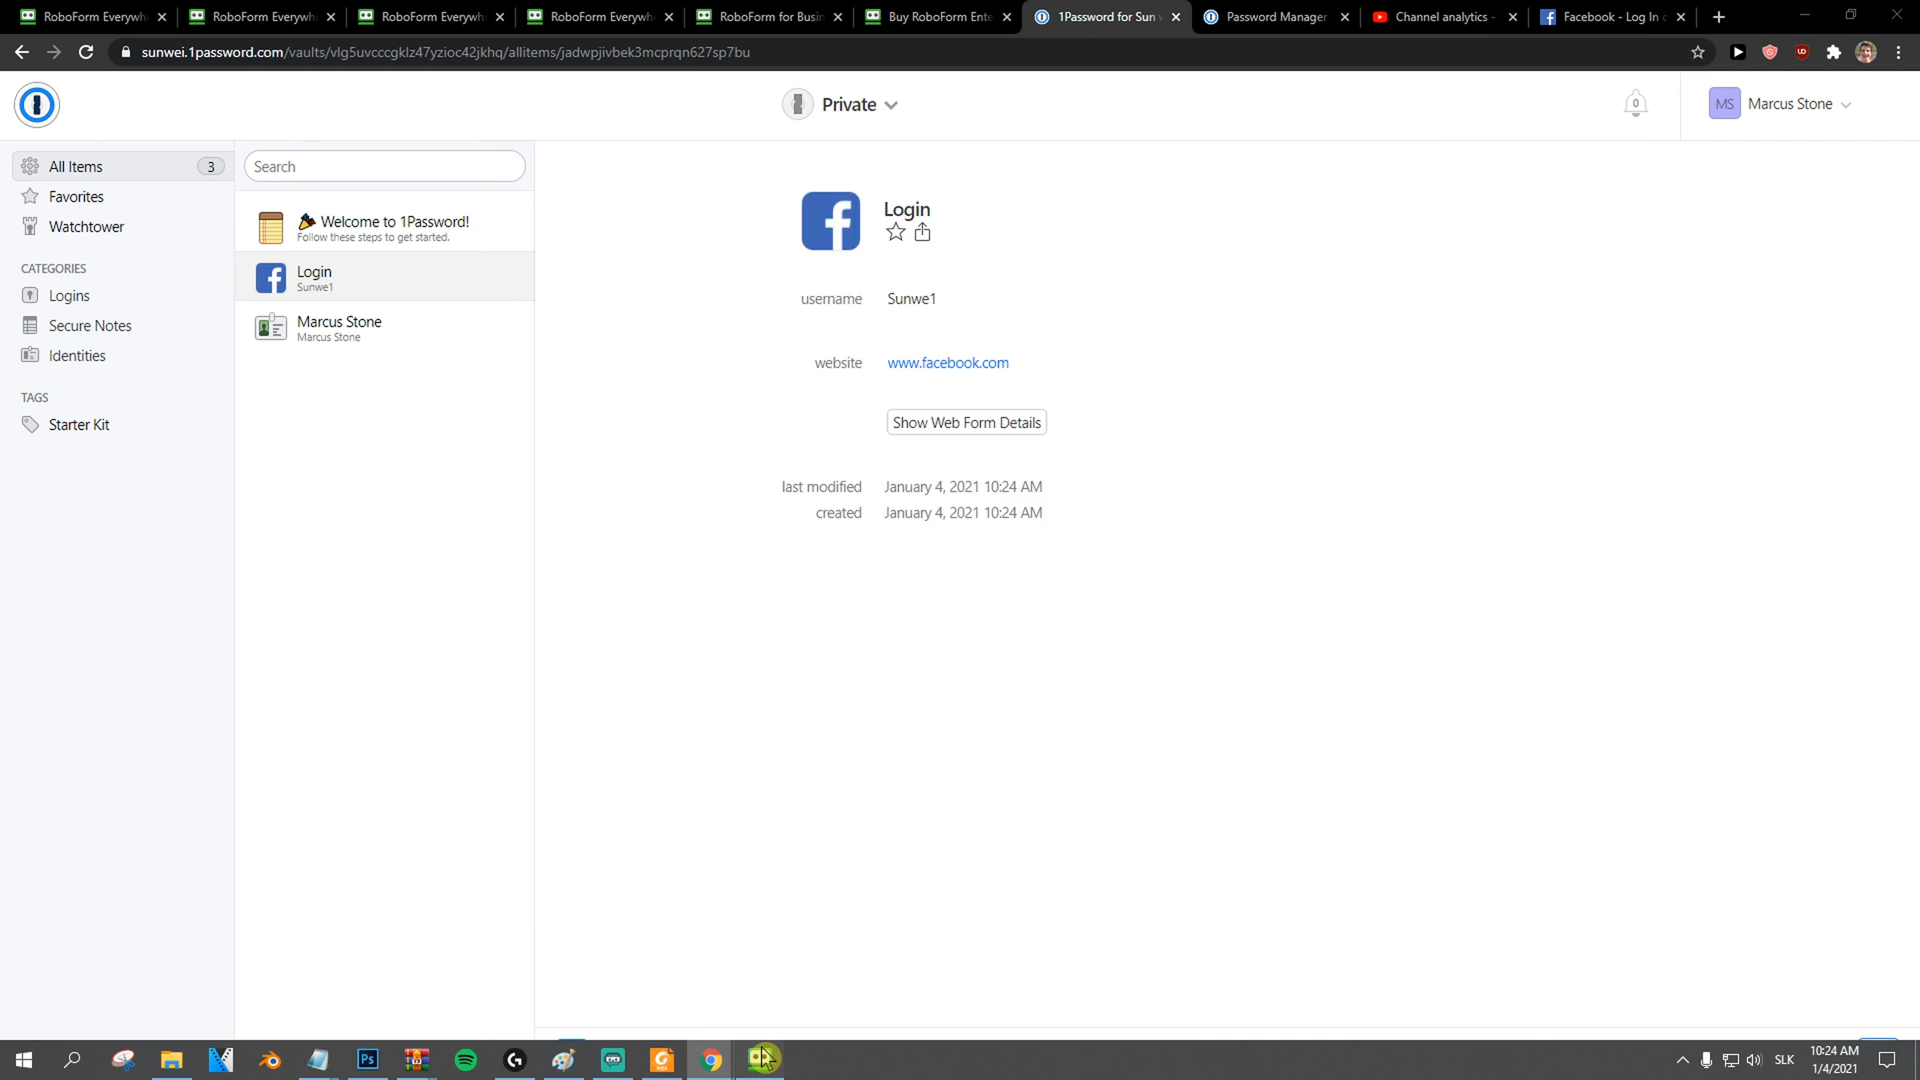 RoboForm Everywh
RoboForm Everywh
RoboForm Everywh
RoboForm Everywh
RoboForm for Busin
Buy RoboForm Ente
1Password for Sun
Password Manager
Channel analytics -
Facebook - Log In o
sunwei.1password.com/vaults/vlg5uvcccgklz47yzioc42jkhq/allitems/jadwpjivbek3mcprqn627sp7bu
Private
0
MS
Marcus Stone
All Items
3
Favorites
Watchtower
CATEGORIES
Logins
Secure Notes
Identities
TAGS
Starter Kit
Search
Welcome to 1Password!
Follow these steps to get started.
Login
Sunwe1
Marcus Stone
Marcus Stone
Login
username Sunwe1
website www.facebook.com
Show Web Form Details
last modified January 4, 2021 10:24 AM
created January 4, 2021 10:24 AM
Ps
SLK
10:24 AM
1/4/2021